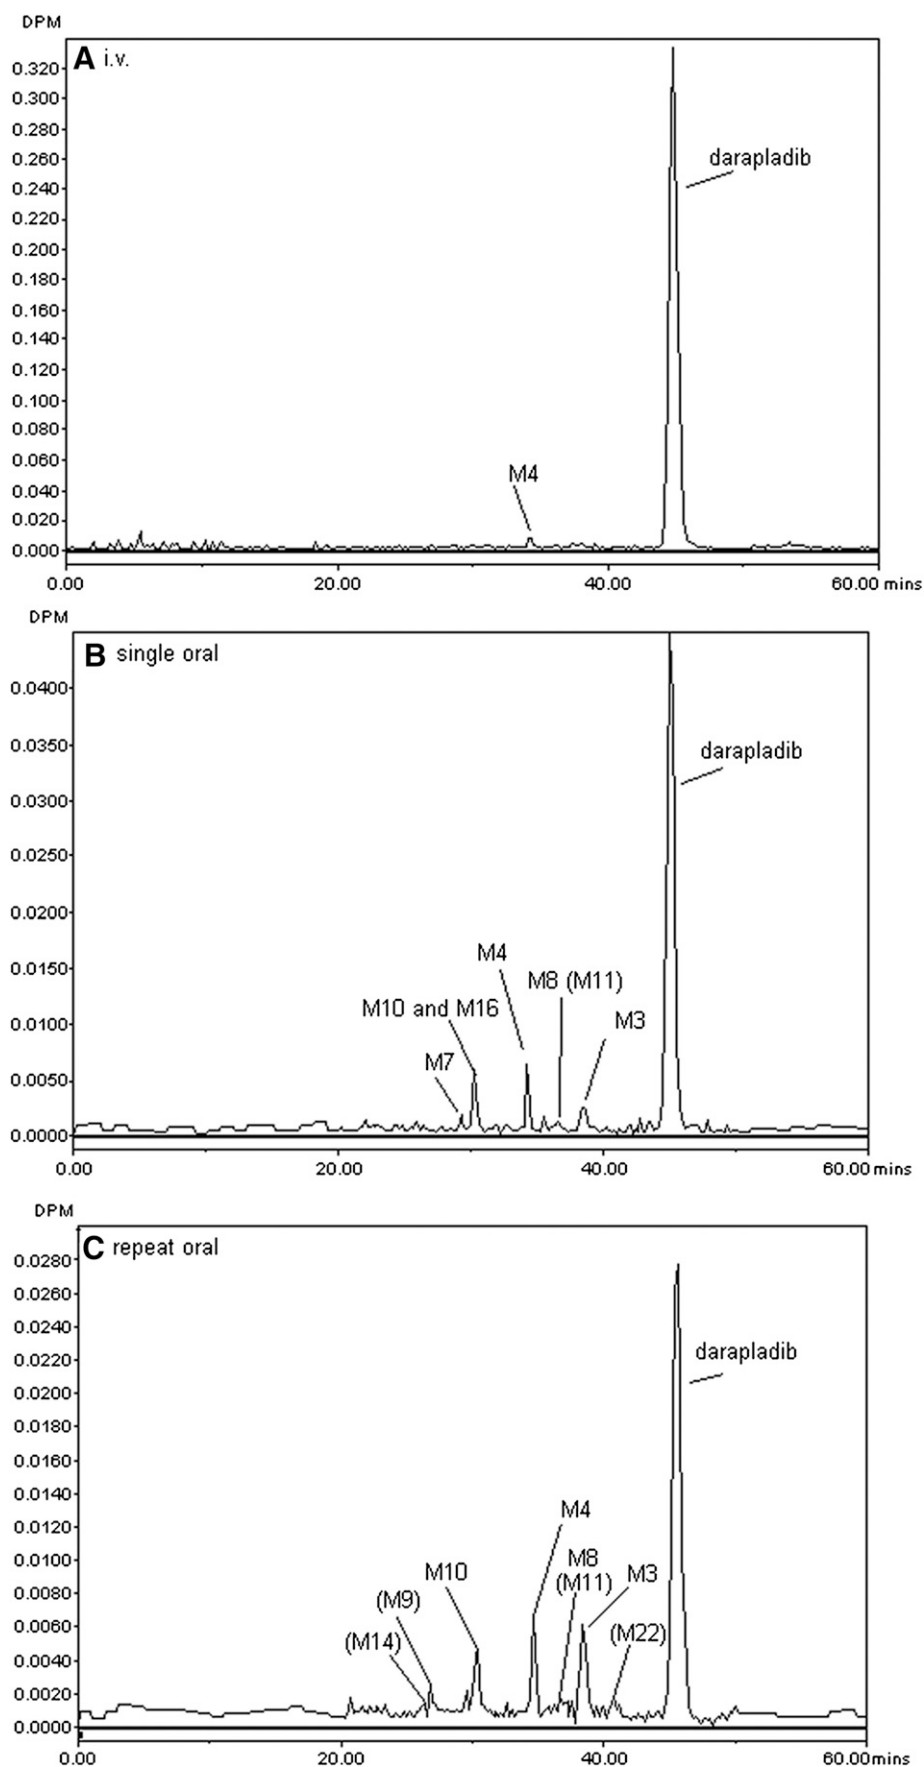 DPM
A i.v.
0.320
0.300
0.280
0.260
0.240
0.220
0.200
0.180
0.160
0.140
0.120
0.100
0.080
0.060
0.040
0.020
0.000
darapladib
M4
0.00 20.00 40.00 60.00 mins
DPM
B single oral
0.0400
0.0350
0.0300
0.0250
0.0200
0.0150
0.0100
0.0050
0.0000
darapladib
M4
M8 (M11)
M10 and M16
M3
M7
0.00 20.00 40.00 60.00 mins
DPM
C repeat oral
0.0280
0.0260
0.0240
0.0220
0.0200
0.0180
0.0160
0.0140
0.0120
0.0100
0.0080
0.0060
0.0040
0.0020
0.0000
darapladib
M4
M8
(M11)
M10
M3
(M9)
(M22)
(M14)
0.00 20.00 40.00 60.00 mins